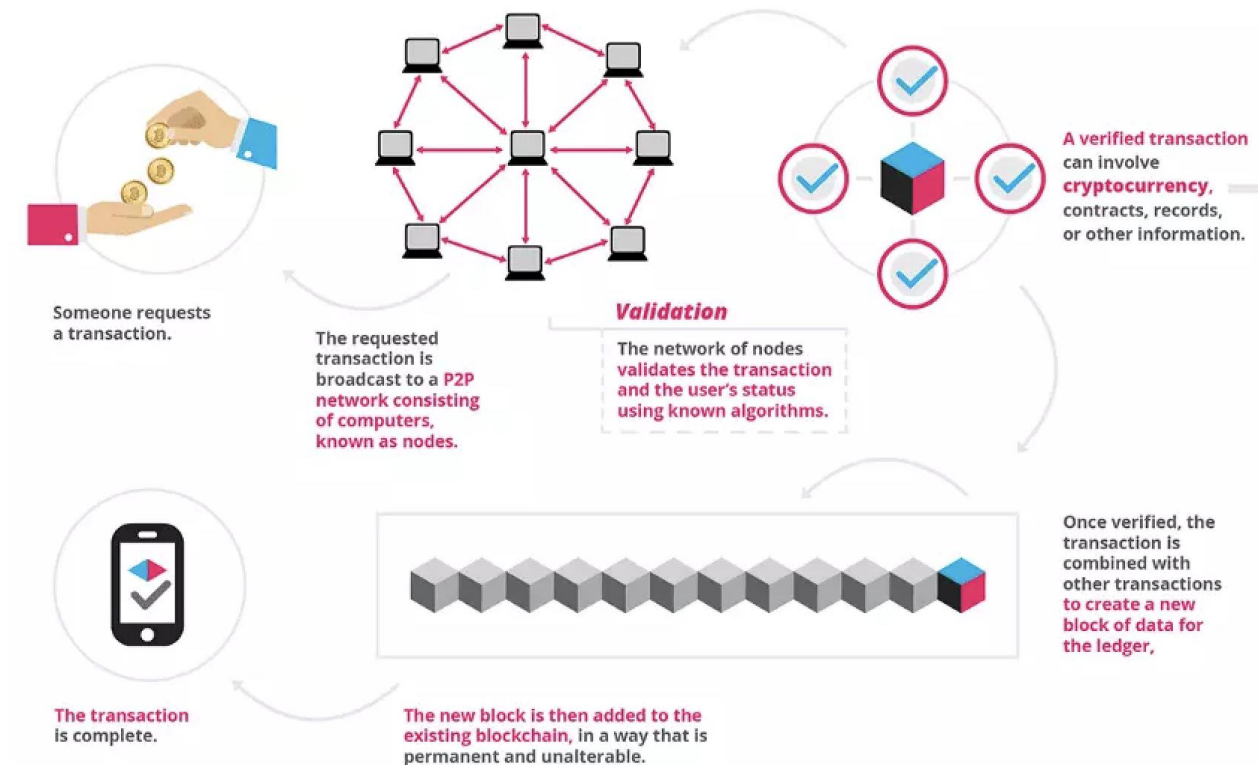 Someone requests
a transaction.
The requested
transaction is
broadcast to a P2P
network consisting
of computers,
known as nodes.
Validation
The network of nodes
validates the transaction
and the user's status
using known algorithms.
A verified transaction
can involve
cryptocurrency,
contracts, records,
or other information.
Once verified, the
transaction is
combined with
other transactions
to create a new
block of data for
the ledger,
The new block is then added to the
existing blockchain, in a way that is
permanent and unalterable.
The transaction
is complete.